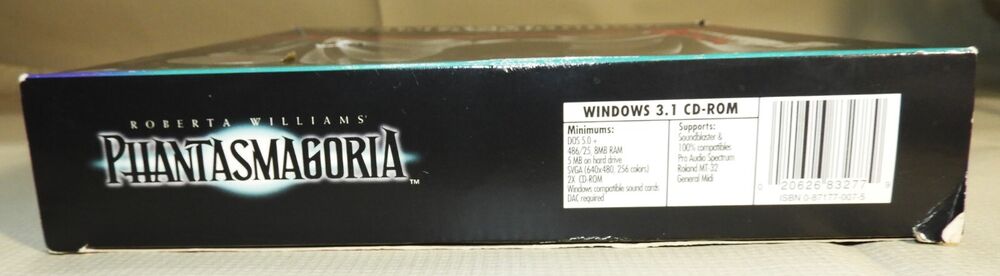 ROBERTA WILLIAMS'
PHANTASMAGORIA™
WINDOWS 3.1 CD-ROM
Minimums:
DOS 5.0 +
486/25, 8MB RAM
5 MB on hard drive
SVGA (640x480, 256 colors)
2X CD-ROM
Windows compatible sound cards
DAC required
Supports:
Soundblaster &
100% compatibles
Pro Audio Spectrum
Roland MT-32
General Midi
0 20626 83277 9
ISBN 0-87177-007-5